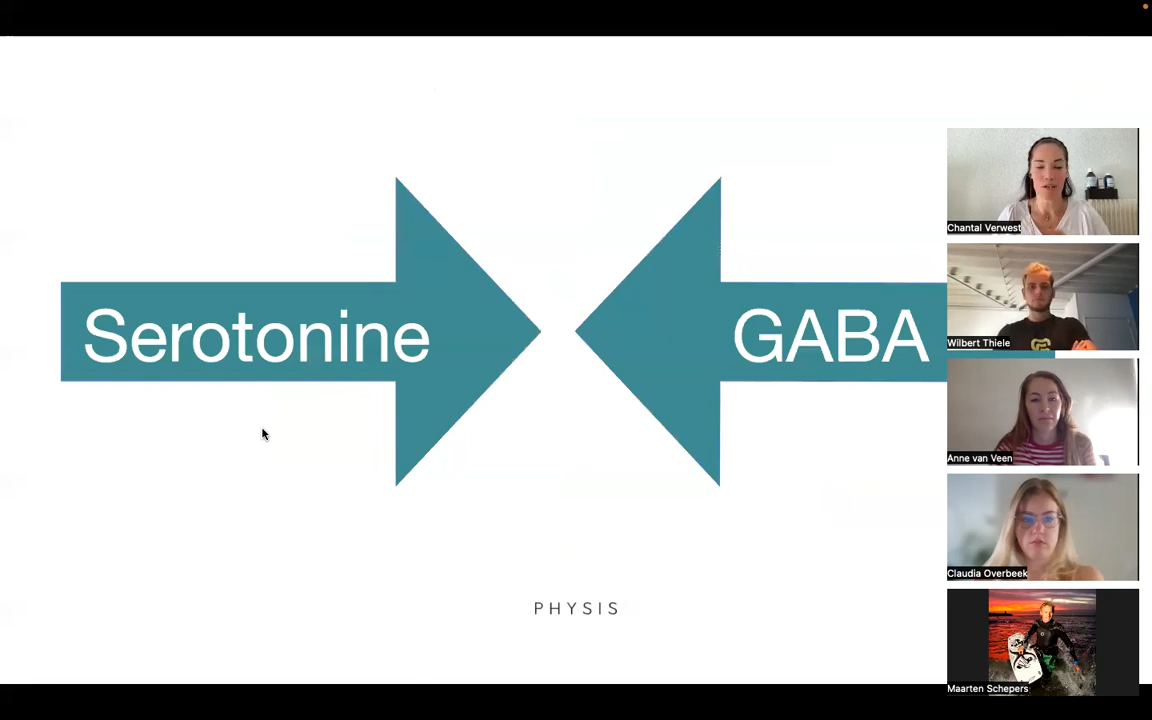 Serotonine
GABA
PHYSIS
Chantal Verwest
Wilbert Thiele
Anne van Veen
Claudia Overbeek
Maarten Schepers